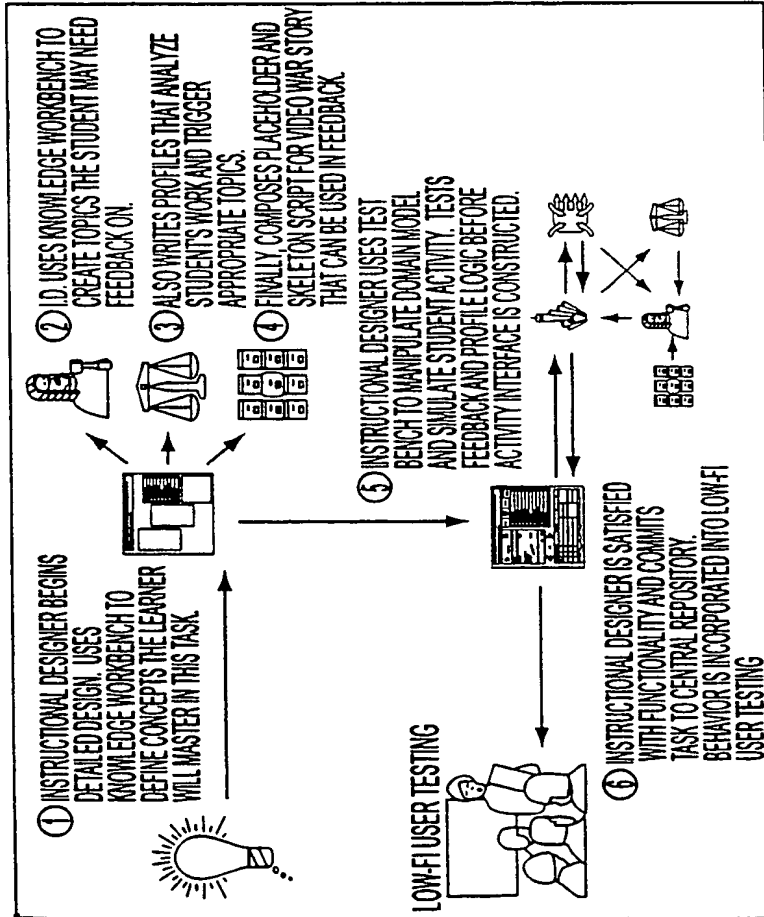 ① INSTRUCTIONAL DESIGNER BEGINS
DETAILED DESIGN. USES
KNOWLEDGE WORKBENCH TO
DEFINE CONCEPTS THE LEARNER
WILL MASTER IN THIS TASK.
② I.D. USES KNOWLEDGE WORKBENCH TO
CREATE TOPICS THE STUDENT MAY NEED
FEEDBACK ON.
③ ALSO WRITES PROFILES THAT ANALYZE
STUDENT'S WORK AND TRIGGER
APPROPRIATE TOPICS.
④ FINALLY, COMPOSES PLACEHOLDER AND
SKELETON SCRIPT FOR VIDEO WAR STORY
THAT CAN BE USED IN FEEDBACK.
⑤ INSTRUCTIONAL DESIGNER USES TEST
BENCH TO MANIPULATE DOMAIN MODEL
AND SIMULATE STUDENT ACTIVITY. TESTS
FEEDBACK AND PROFILE LOGIC BEFORE
ACTIVITY INTERFACE IS CONSTRUCTED.
LOW-FI USER TESTING
⑥ INSTRUCTIONAL DESIGNER IS SATISFIED
WITH FUNCTIONALITY AND COMMITS
TASK TO CENTRAL REPOSITORY.
BEHAVIOR IS INCORPORATED INTO LOW-FI
USER TESTING